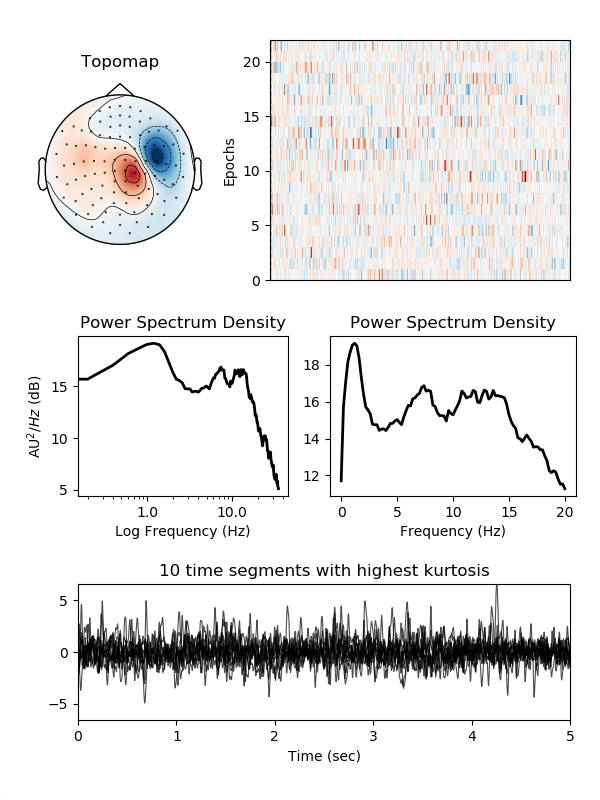 Topomap
Epochs
20
15
10
5
0
Power Spectrum Density
AU²/Hz (dB)
15
10
5
1.0 10.0
Log Frequency (Hz)
Power Spectrum Density
18
16
14
12
0 5 10 15 20
Frequency (Hz)
10 time segments with highest kurtosis
5
0
−5
0 1 2 3 4 5
Time (sec)